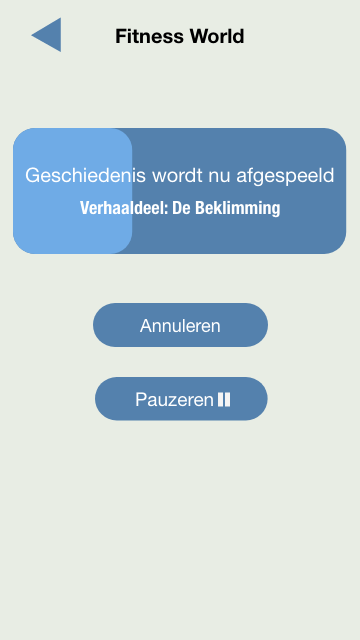 Fitness World
Geschiedenis wordt nu afgespeeld
Verhaaldeel: De Beklimming
Annuleren
Pauzeren